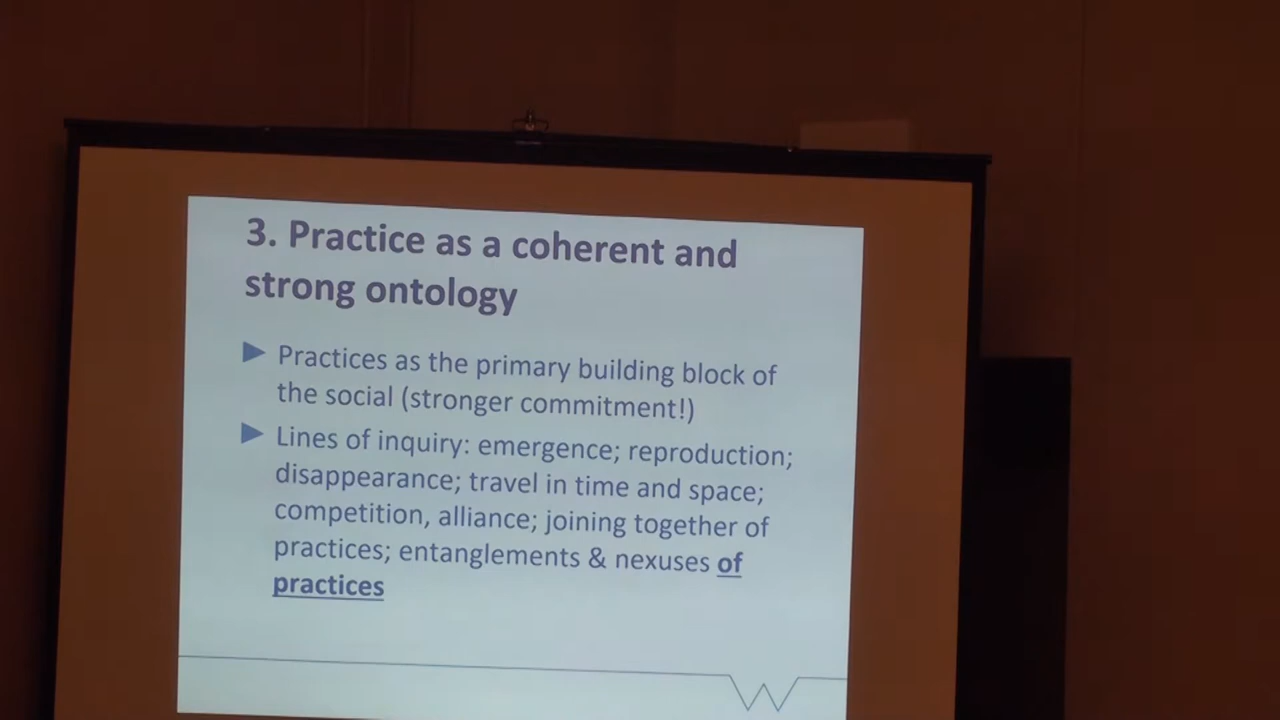 3. Practice as a coherent and
strong ontology
Practices as the primary building block of
the social (stronger commitment!)
Lines of inquiry: emergence; reproduction;
disappearance; travel in time and space;
competition, alliance; joining together of
practices; entanglements & nexuses of
practices